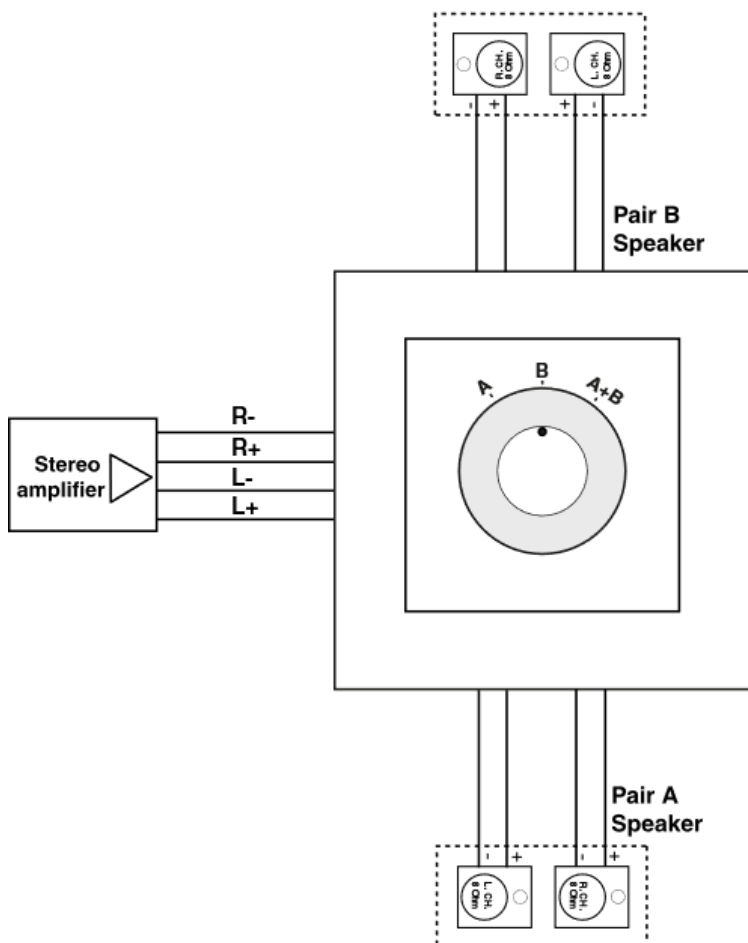 R.CH.
8 Ohm
L. CH.
8 Ohm
- + + -
Pair B
Speaker
A B A+B
R-
R+
L-
L+
Stereo
amplifier
Pair A
Speaker
- + - +
L. CH.
8 Ohm
R.CH.
8 Ohm